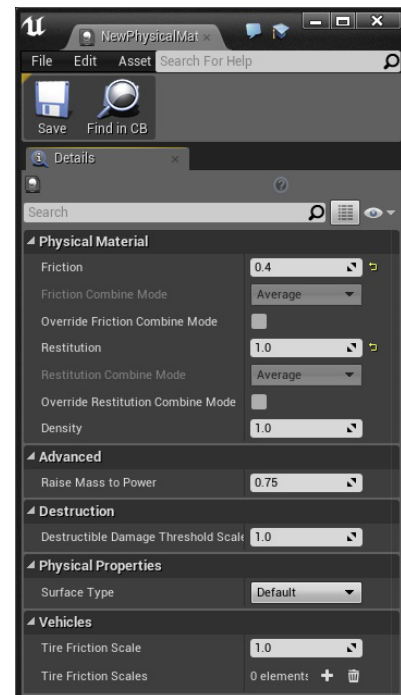 NewPhysicalMat
File Edit Asset Search For Help
Save Find in CB
Details
Search
Physical Material
Friction 0.4
Friction Combine Mode Average
Override Friction Combine Mode
Restitution 1.0
Restitution Combine Mode Average
Override Restitution Combine Mode
Density 1.0
Advanced
Raise Mass to Power 0.75
Destruction
Destructible Damage Threshold Scale 1.0
Physical Properties
Surface Type Default
Vehicles
Tire Friction Scale 1.0
Tire Friction Scales 0 elements